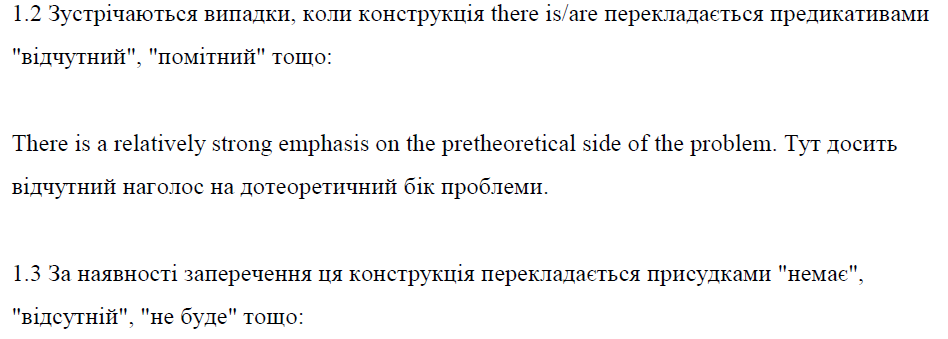 1.2 Зустрічаються випадки, коли конструкція there is/are перекладається предикативами
"відчутний", "помітний" тощо:
There is a relatively strong emphasis on the pretheoretical side of the problem. Тут досить
відчутний наголос на дотеоретичний бік проблеми.
1.3 За наявності заперечення ця конструкція перекладається присудками "немає",
"відсутній", "не буде" тощо: